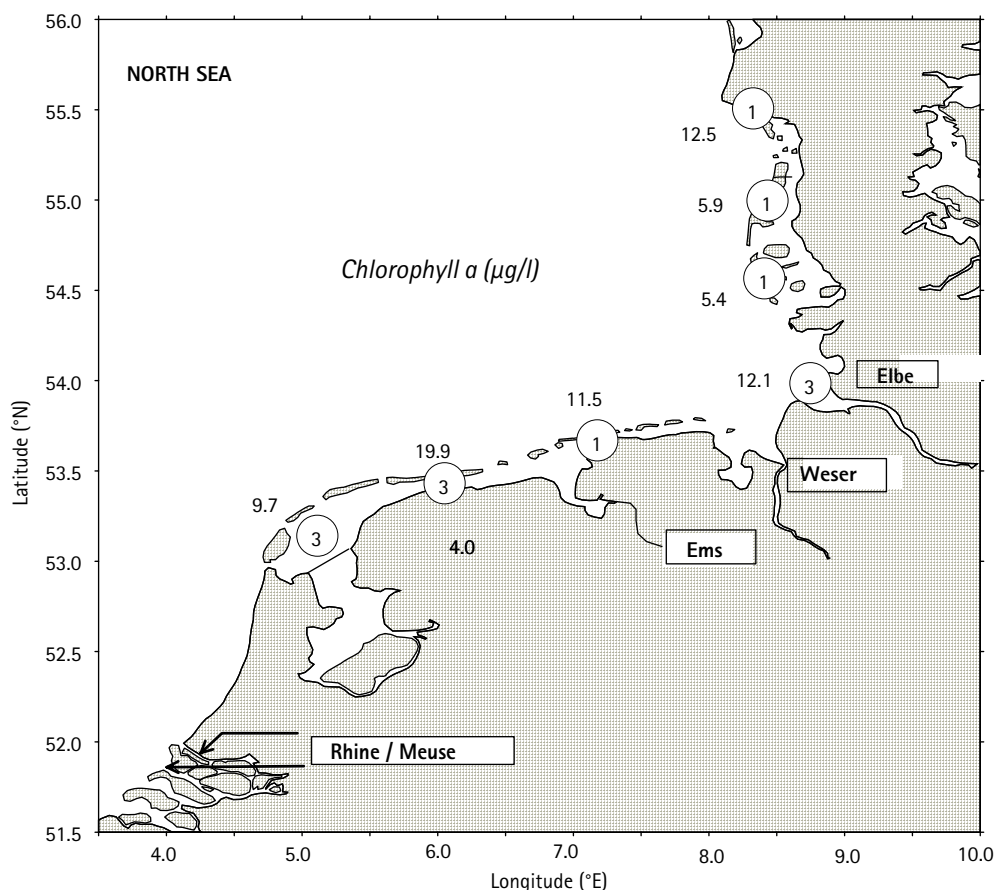 56.0
NORTH SEA
55.5
1
12.5
55.0
5.9
1
Chlorophyll a (µg/l)
54.5
1
5.4
54.0
12.1
3
Elbe
11.5
1
53.5
19.9
3
Weser
9.7
3
4.0
Ems
53.0
52.5
52.0
Rhine / Meuse
51.5
Latitude (°N)
4.0 5.0 6.0 7.0 8.0 9.0 10.0
Longitude (°E)